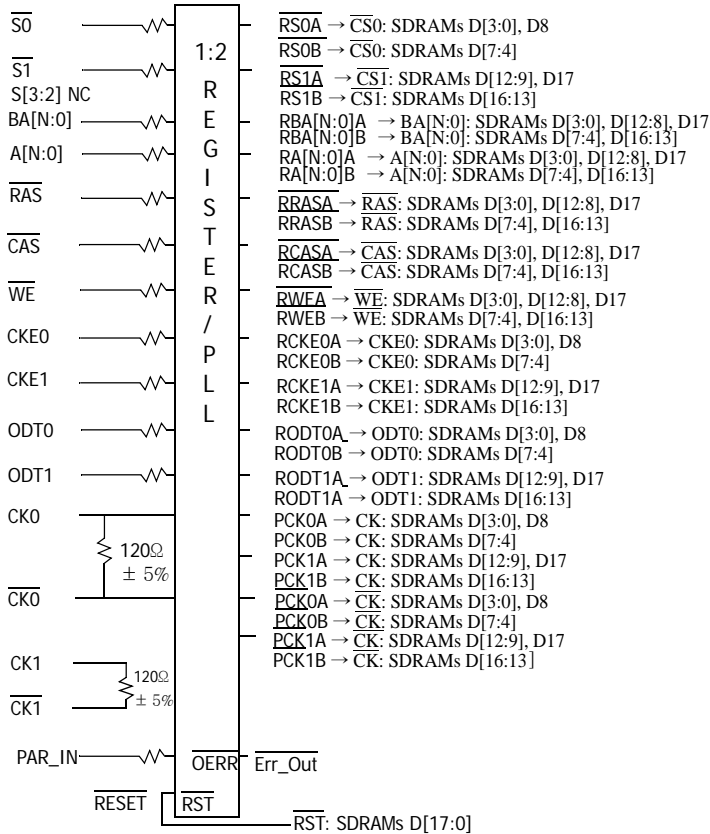 S0
S1
S[3:2] NC
BA[N:0]
A[N:0]
RAS
CAS
WE
CKE0
CKE1
ODT0
ODT1
CK0
120Ω
± 5%
CK0
CK1
120Ω
± 5%
CK1
PAR_IN
RESET
1:2
R
E
G
I
S
T
E
R
/
P
L
L
OERR
RST
RS0A → CS0: SDRAMs D[3:0], D8
RS0B → CS0: SDRAMs D[7:4]
RS1A → CS1: SDRAMs D[12:9], D17
RS1B → CS1: SDRAMs D[16:13]
RBA[N:0]A → BA[N:0]: SDRAMs D[3:0], D[12:8], D17
RBA[N:0]B → BA[N:0]: SDRAMs D[7:4], D[16:13]
RA[N:0]A → A[N:0]: SDRAMs D[3:0], D[12:8], D17
RA[N:0]B → A[N:0]: SDRAMs D[7:4], D[16:13]
RRASA → RAS: SDRAMs D[3:0], D[12:8], D17
RRASB → RAS: SDRAMs D[7:4], D[16:13]
RCASA → CAS: SDRAMs D[3:0], D[12:8], D17
RCASB → CAS: SDRAMs D[7:4], D[16:13]
RWEA → WE: SDRAMs D[3:0], D[12:8], D17
RWEB → WE: SDRAMs D[7:4], D[16:13]
RCKE0A → CKE0: SDRAMs D[3:0], D8
RCKE0B → CKE0: SDRAMs D[7:4]
RCKE1A → CKE1: SDRAMs D[12:9], D17
RCKE1B → CKE1: SDRAMs D[16:13]
RODT0A → ODT0: SDRAMs D[3:0], D8
RODT0B → ODT0: SDRAMs D[7:4]
RODT1A → ODT1: SDRAMs D[12:9], D17
RODT1A → ODT1: SDRAMs D[16:13]
PCK0A → CK: SDRAMs D[3:0], D8
PCK0B → CK: SDRAMs D[7:4]
PCK1A → CK: SDRAMs D[12:9], D17
PCK1B → CK: SDRAMs D[16:13]
PCK0A → CK: SDRAMs D[3:0], D8
PCK0B → CK: SDRAMs D[7:4]
PCK1A → CK: SDRAMs D[12:9], D17
PCK1B → CK: SDRAMs D[16:13]
Err_Out
RST: SDRAMs D[17:0]